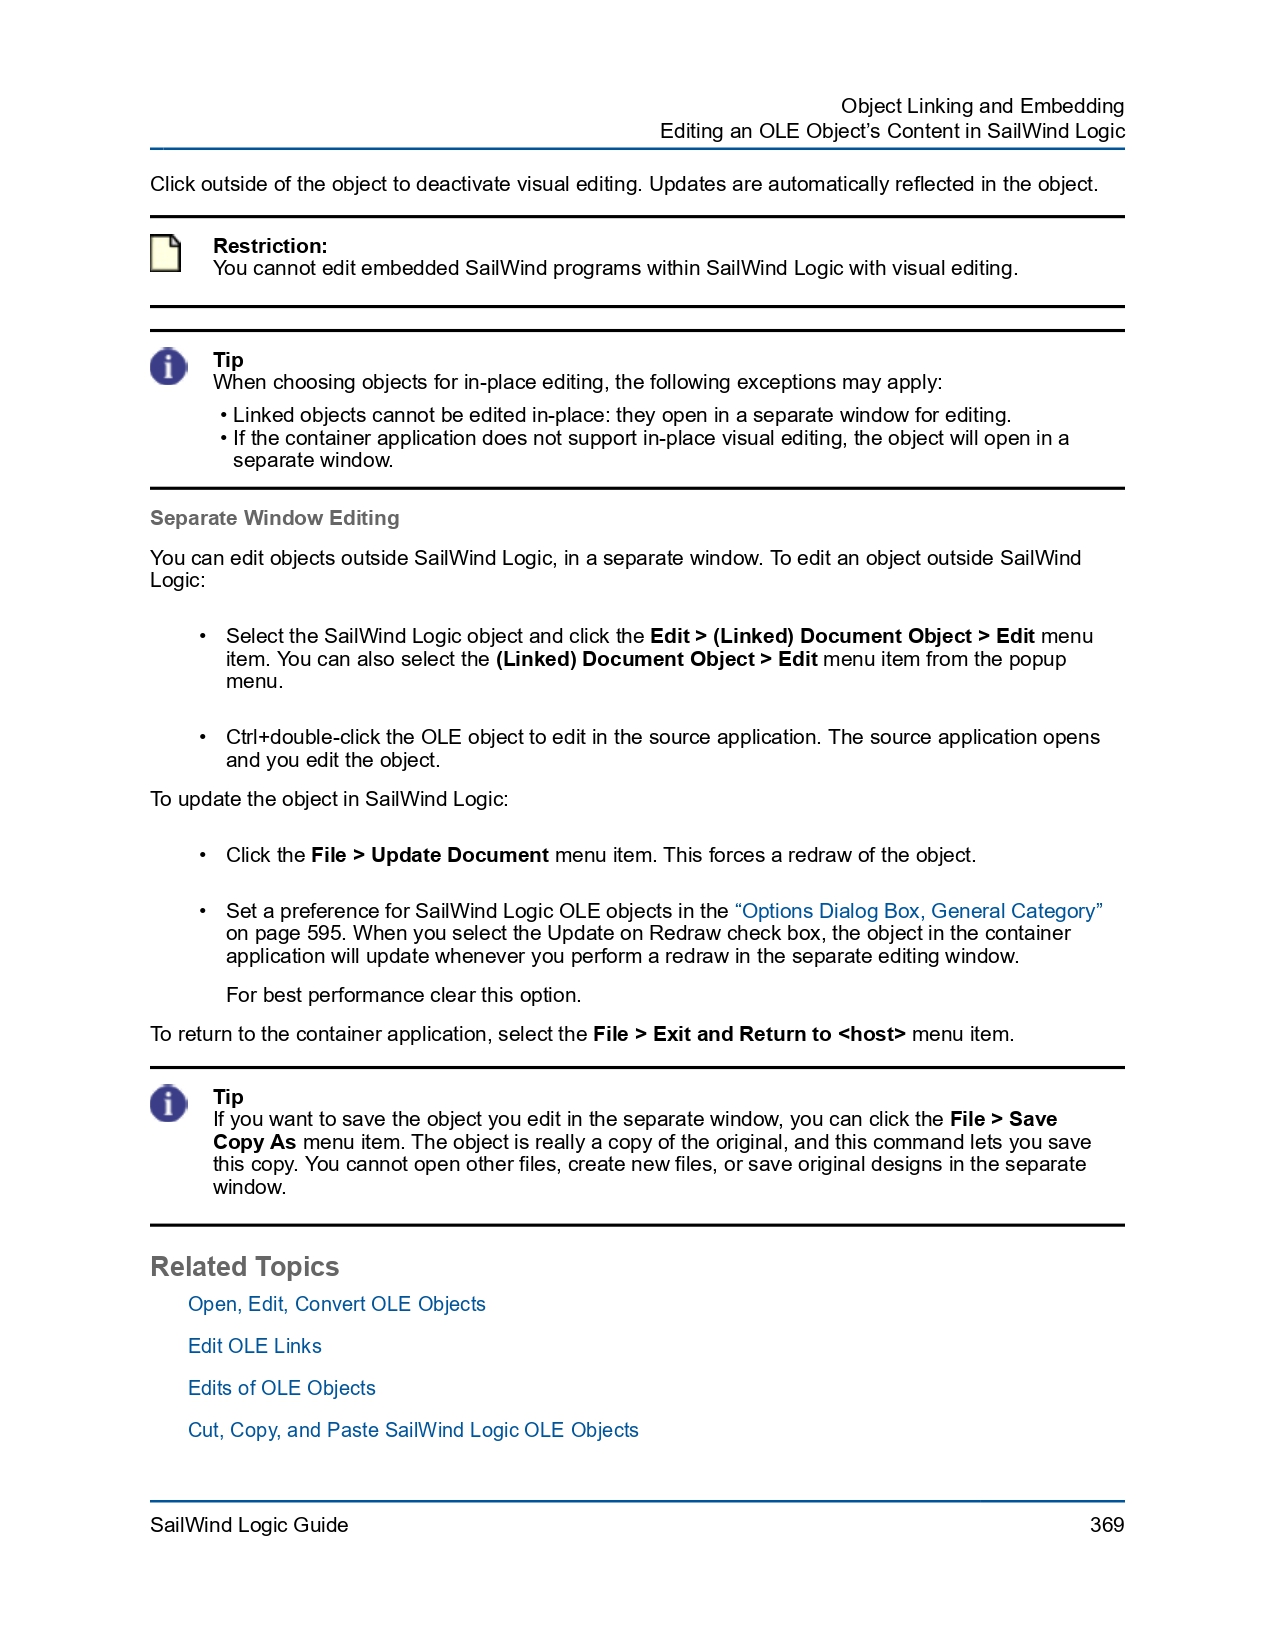 Object Linking and Embedding
Editing an OLE Object’s Content in SailWind Logic
Click outside of the object to deactivate visual editing. Updates are automatically reflected in the object.
Restriction:
You cannot edit embedded SailWind programs within SailWind Logic with visual editing.
Tip
When choosing objects for in-place editing, the following exceptions may apply:
• Linked objects cannot be edited in-place: they open in a separate window for editing.
• If the container application does not support in-place visual editing, the object will open in a
separate window.
Separate Window Editing
You can edit objects outside SailWind Logic, in a separate window. To edit an object outside SailWind
Logic:
• Select the SailWind Logic object and click the Edit > (Linked) Document Object > Edit menu
item. You can also select the (Linked) Document Object > Edit menu item from the popup
menu.
• Ctrl+double-click the OLE object to edit in the source application. The source application opens
and you edit the object.
To update the object in SailWind Logic:
• Click the File > Update Document menu item. This forces a redraw of the object.
• Set a preference for SailWind Logic OLE objects in the “Options Dialog Box, General Category”
on page 595. When you select the Update on Redraw check box, the object in the container
application will update whenever you perform a redraw in the separate editing window.
For best performance clear this option.
To return to the container application, select the File > Exit and Return to <host> menu item.
Tip
If you want to save the object you edit in the separate window, you can click the File > Save
Copy As menu item. The object is really a copy of the original, and this command lets you save
this copy. You cannot open other files, create new files, or save original designs in the separate
window.
Related Topics
Open, Edit, Convert OLE Objects
Edit OLE Links
Edits of OLE Objects
Cut, Copy, and Paste SailWind Logic OLE Objects
SailWind Logic Guide 369